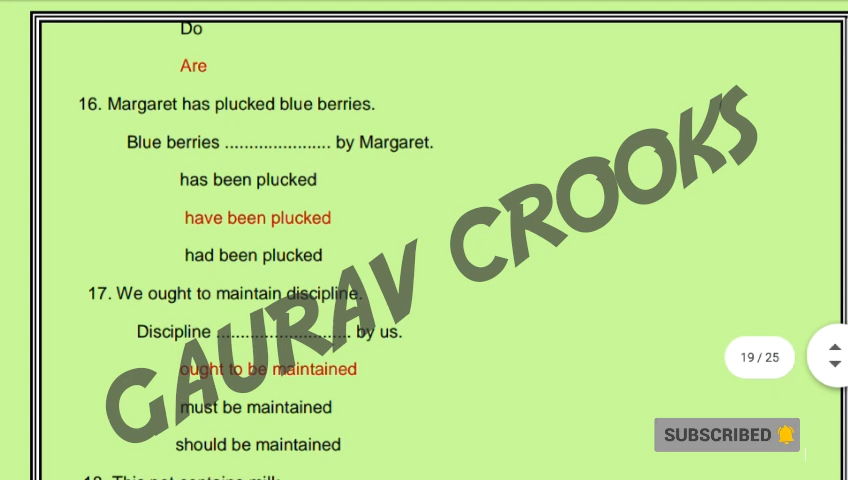 Do
Are
16. Margaret has plucked blue berries.
Blue berries ...................... by Margaret.
has been plucked
have been plucked
had been plucked
17. We ought to maintain discipline.
Discipline ............................ by us.
ought to be maintained
must be maintained
should be maintained
GAURAV CROOKS
19 / 25
SUBSCRIBED